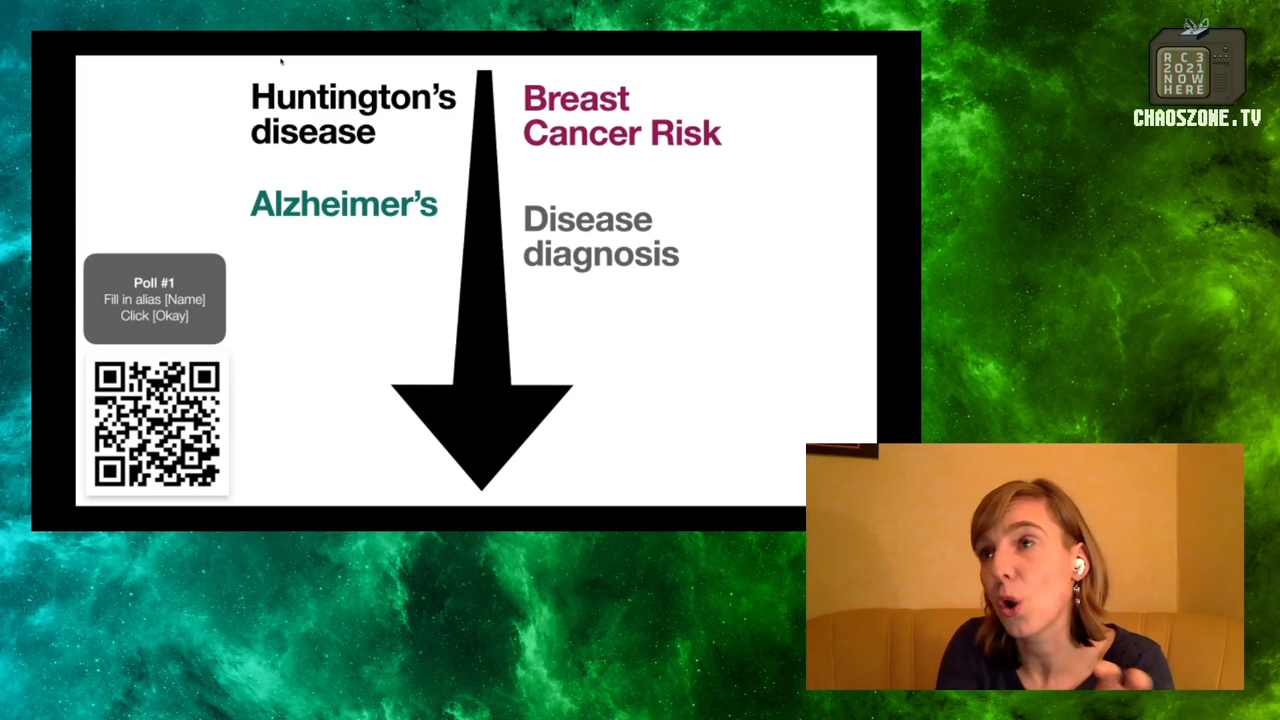 Huntington's
disease
Breast
Cancer Risk
Alzheimer's
Disease
diagnosis
Poll #1
Fill in alias [Name]
Click [Okay]
RC3
2021
NOW
HERE
CHAOSZONE.TV